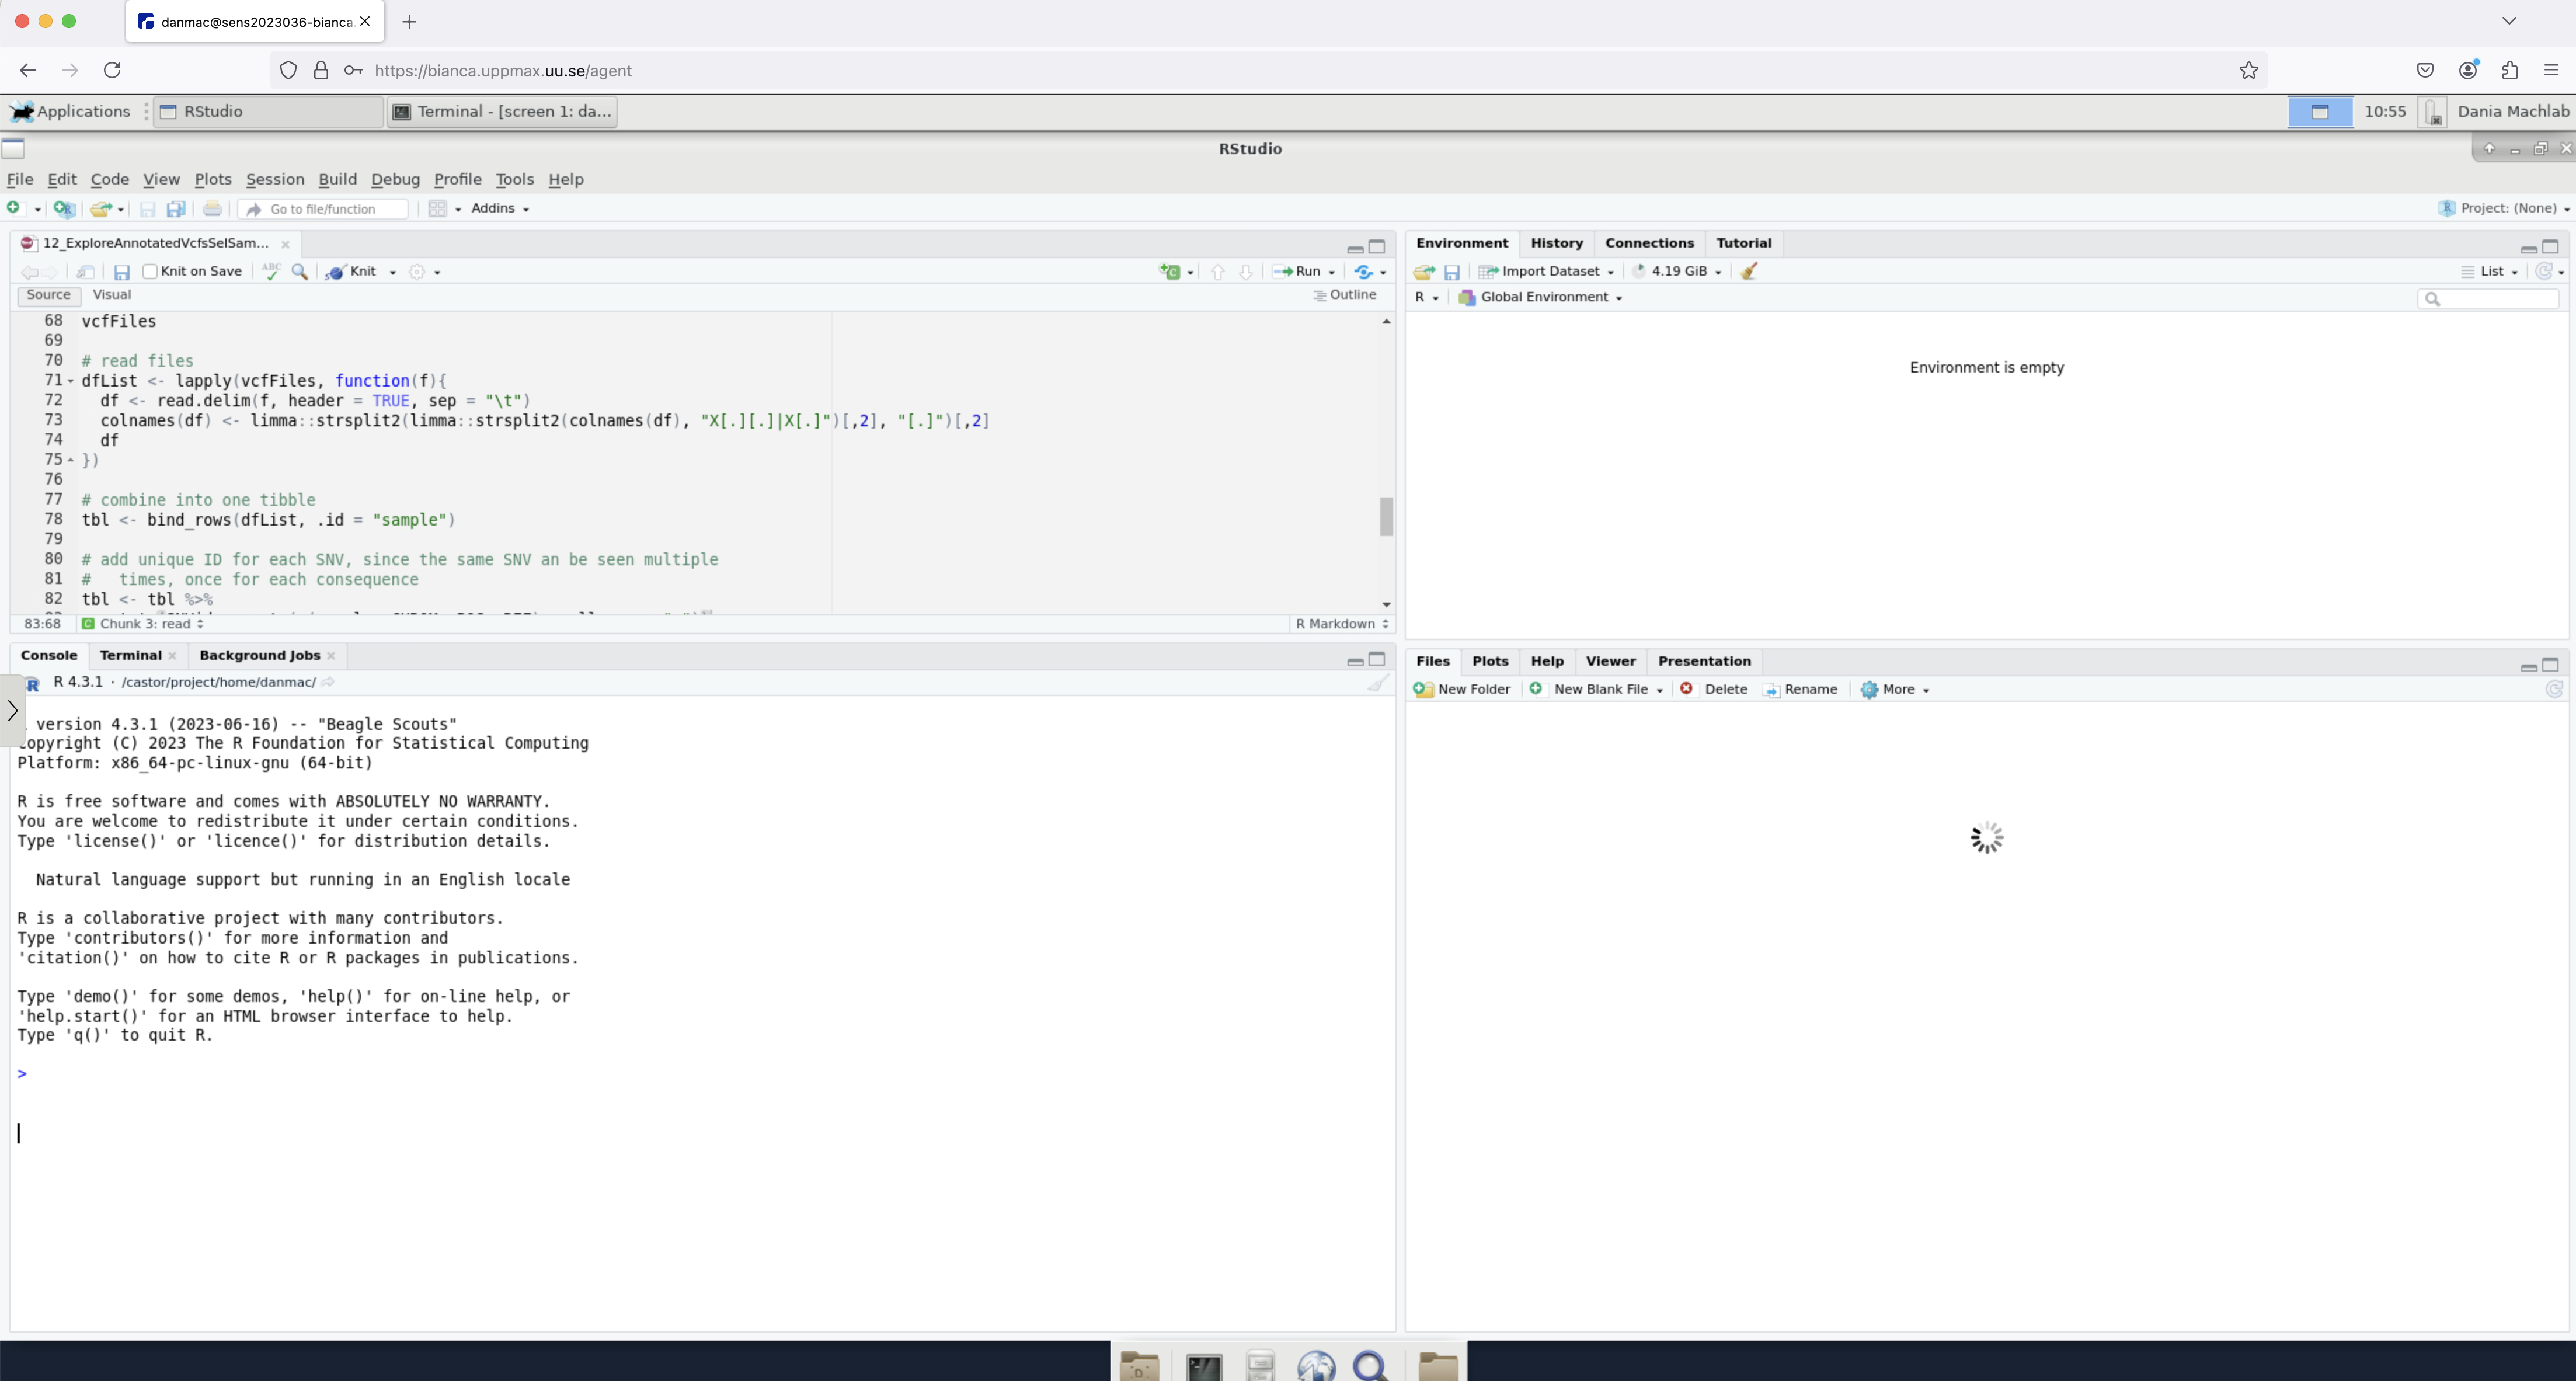 danmac@sens2023036-bianca.
https://bianca.uppmax.uu.se/agent
Applications
RStudio
Terminal - [screen 1: da...
10:55
Dania Machlab
RStudio
File Edit Code View Plots Session Build Debug Profile Tools Help
Go to file/function
Addins
Project: (None)
12_ExploreAnnotatedVcfsSelSam...
Knit on Save
ABC
Knit
Run
Source
Visual
Outline
68 vcfFiles
69
70 # read files
71 dfList <- lapply(vcfFiles, function(f){
72 df <- read.delim(f, header = TRUE, sep = "\t")
73 colnames(df) <- limma::strsplit2(limma::strsplit2(colnames(df), "X[.][.]|X[.]")[,2], "[.]")[,2]
74 df
75 })
76
77 # combine into one tibble
78 tbl <- bind_rows(dfList, .id = "sample")
79
80 # add unique ID for each SNV, since the same SNV an be seen multiple
81 #   times, once for each consequence
82 tbl <- tbl %>%
83:68
Chunk 3: read
R Markdown
Environment History Connections Tutorial
Import Dataset
4.19 GiB
List
R
Global Environment
Environment is empty
Console Terminal Background Jobs
R 4.3.1 · /castor/project/home/danmac/
version 4.3.1 (2023-06-16) -- "Beagle Scouts"
opyright (C) 2023 The R Foundation for Statistical Computing
Platform: x86_64-pc-linux-gnu (64-bit)
R is free software and comes with ABSOLUTELY NO WARRANTY.
You are welcome to redistribute it under certain conditions.
Type 'license()' or 'licence()' for distribution details.
Natural language support but running in an English locale
R is a collaborative project with many contributors.
Type 'contributors()' for more information and
'citation()' on how to cite R or R packages in publications.
Type 'demo()' for some demos, 'help()' for on-line help, or
'help.start()' for an HTML browser interface to help.
Type 'q()' to quit R.
>
Files Plots Help Viewer Presentation
New Folder
New Blank File
Delete
Rename
More